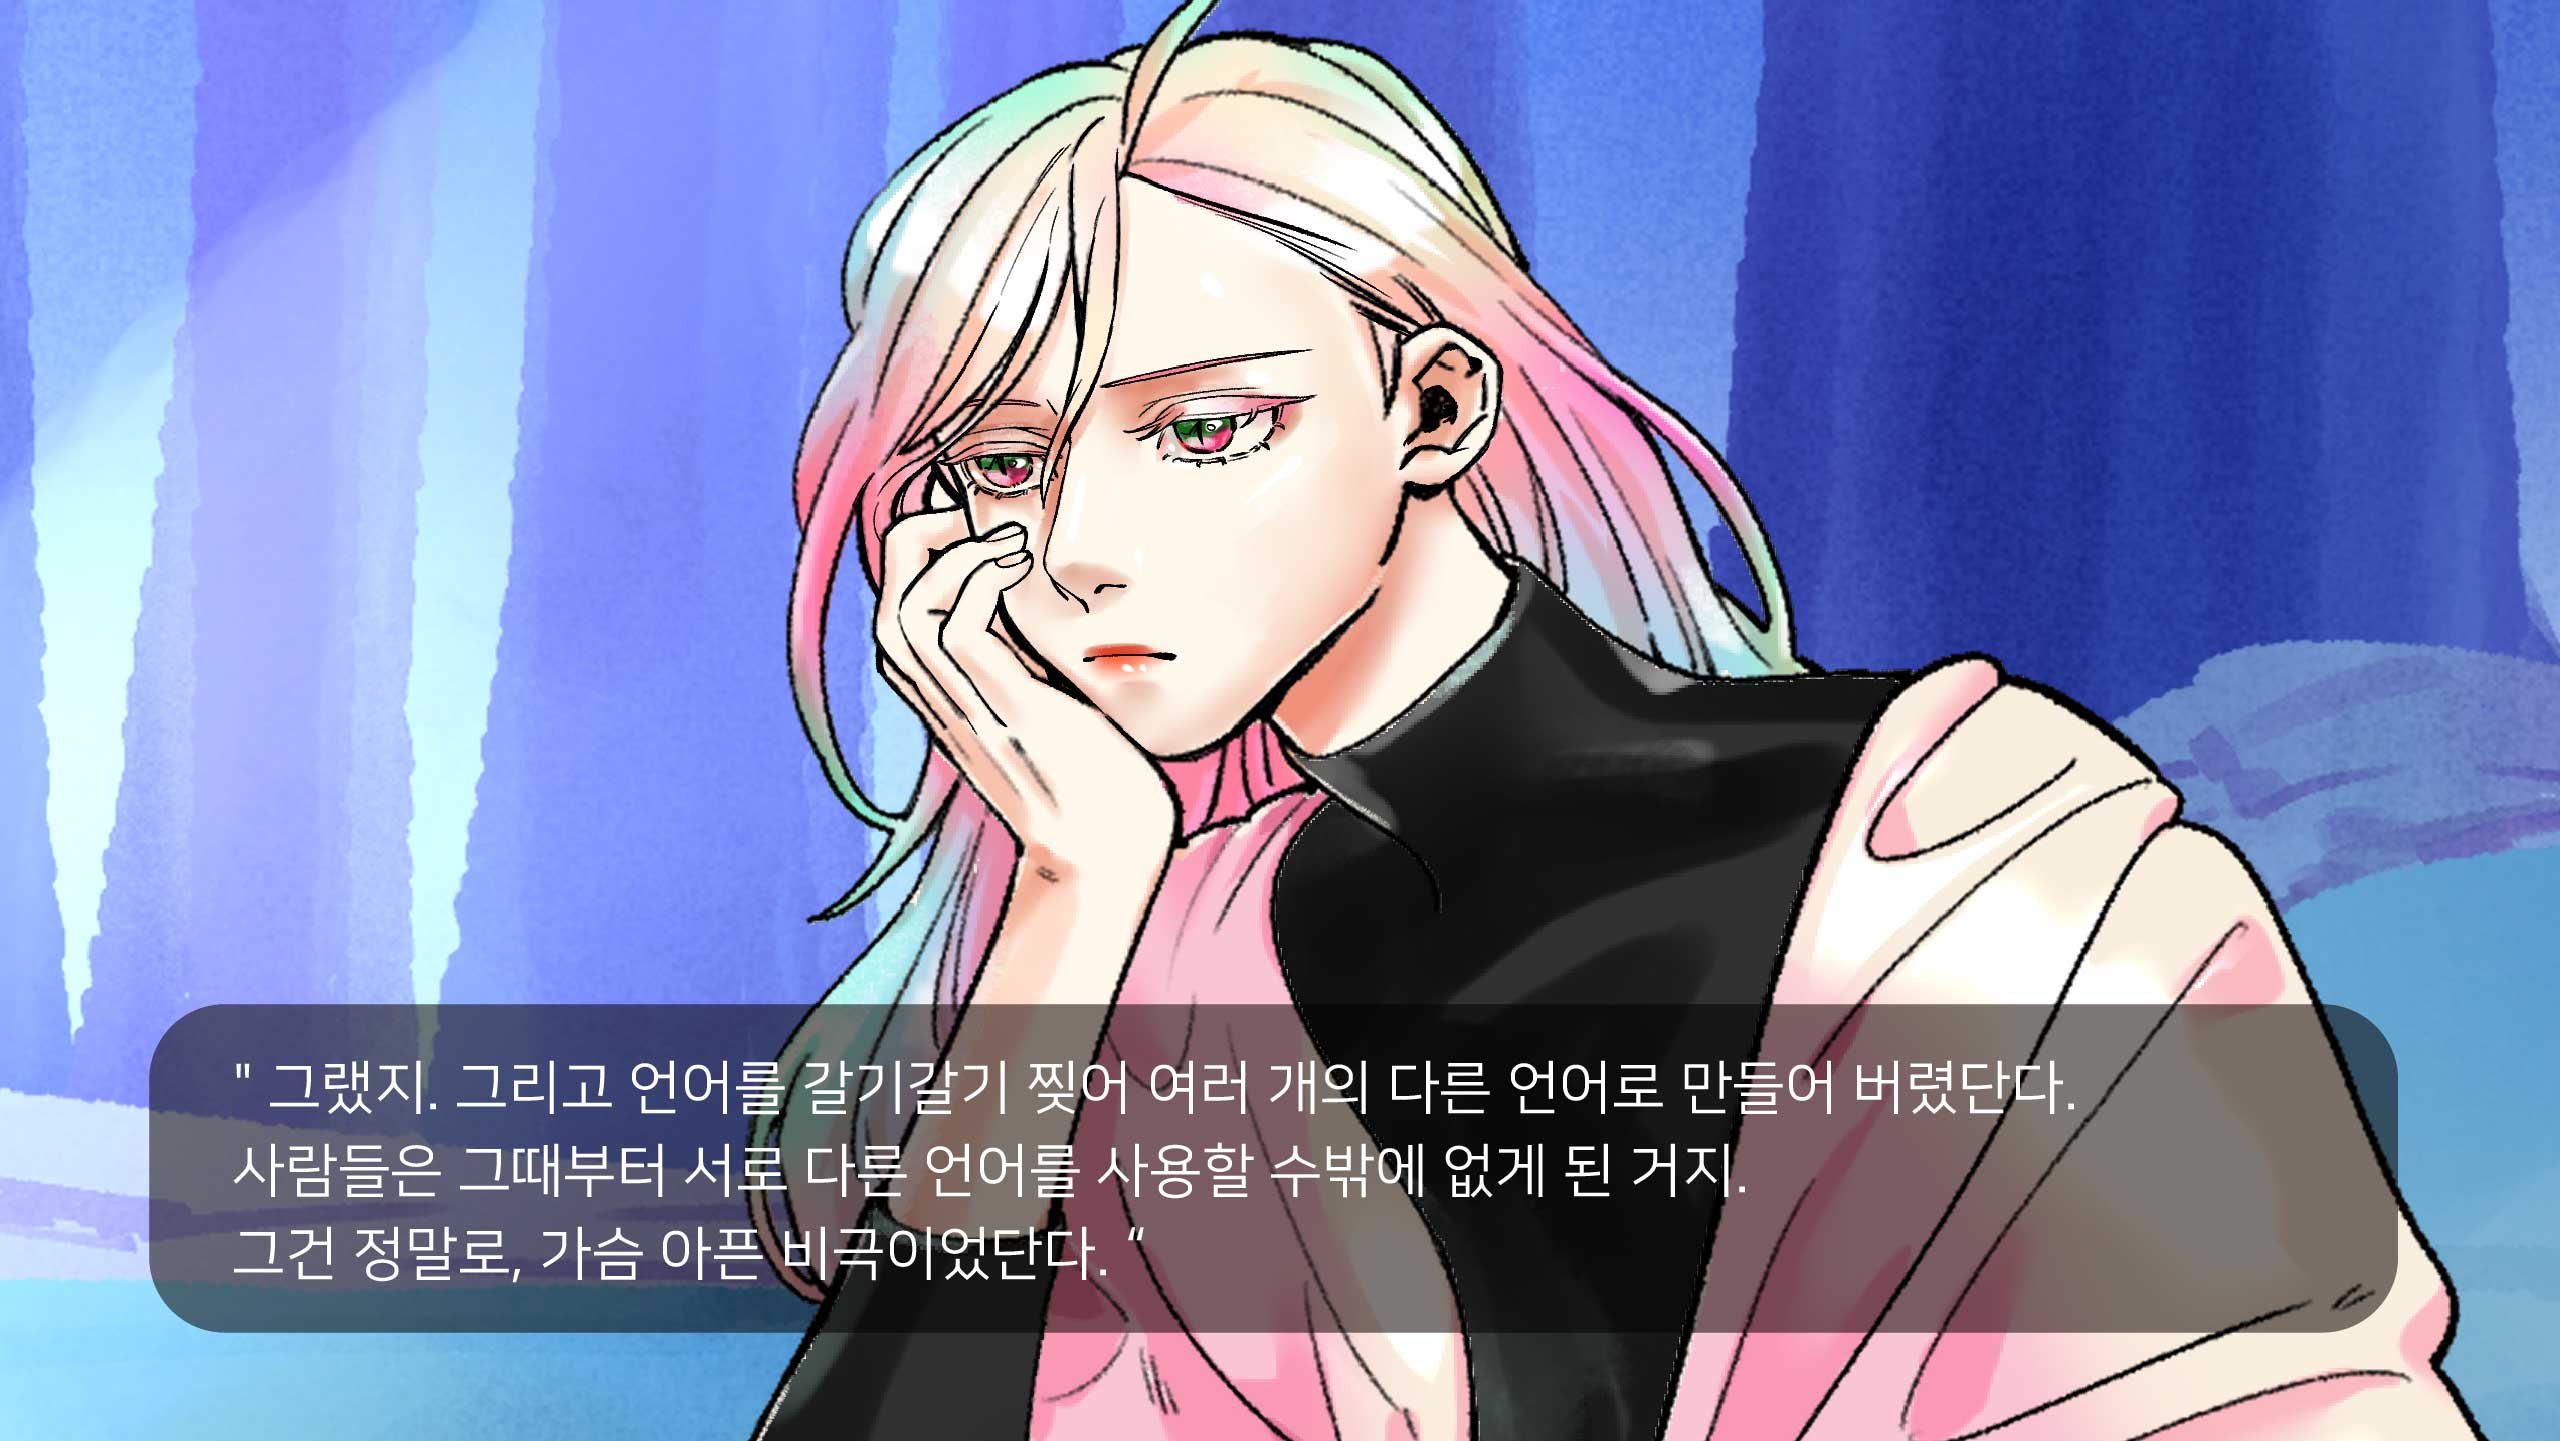 " 그랬지. 그리고 언어를 갈기갈기 찢어 여러 개의 다른 언어로 만들어 버렸단다.
사람들은 그때부터 서로 다른 언어를 사용할 수밖에 없게 된 거지.
그건 정말로, 가슴 아픈 비극이었단다. “